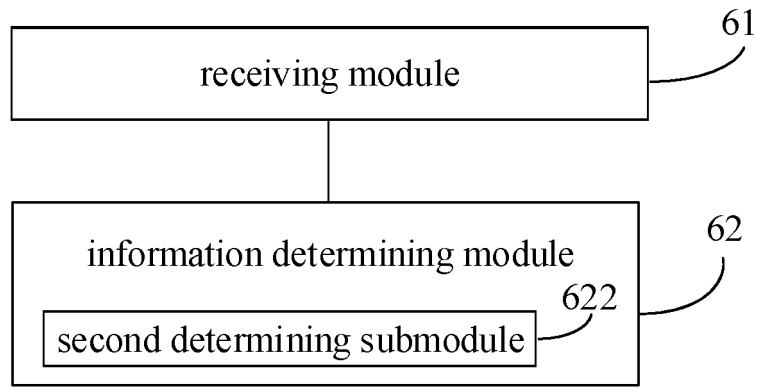 61
receiving module
62
information determining module
622
second determining submodule